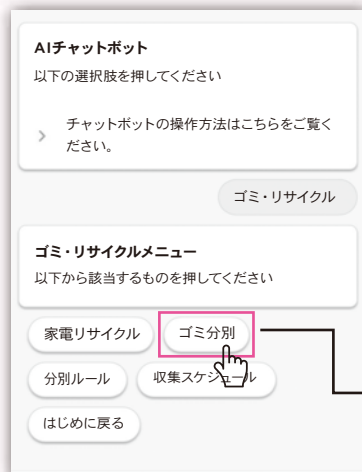 AIチャットボット
以下の選択肢を押してください
チャットボットの操作方法はこちらをご覧く
ださい。
ゴミ・リサイクル
ゴミ・リサイクルメニュー
以下から該当するものを押してください
家電リサイクル
ゴミ分別
分別ルール
収集スケジュール
はじめに戻る